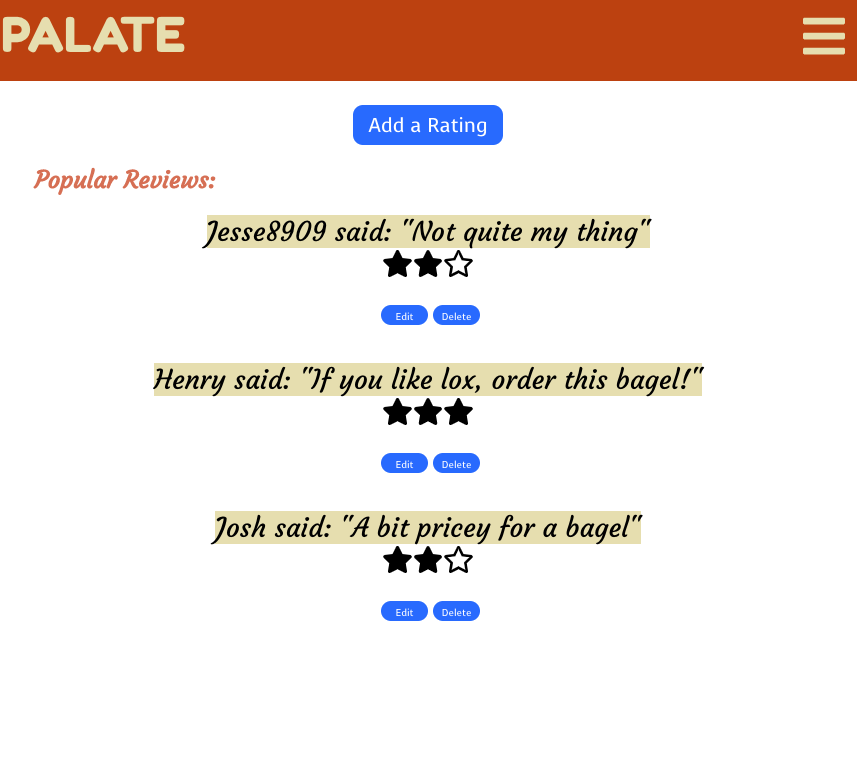 PALATE
Add a Rating
Popular Reviews:
Jesse8909 said: "Not quite my thing"
Edit Delete
Henry said: "If you like lox, order this bagel!"
Edit Delete
Josh said: "A bit pricey for a bagel"
Edit Delete